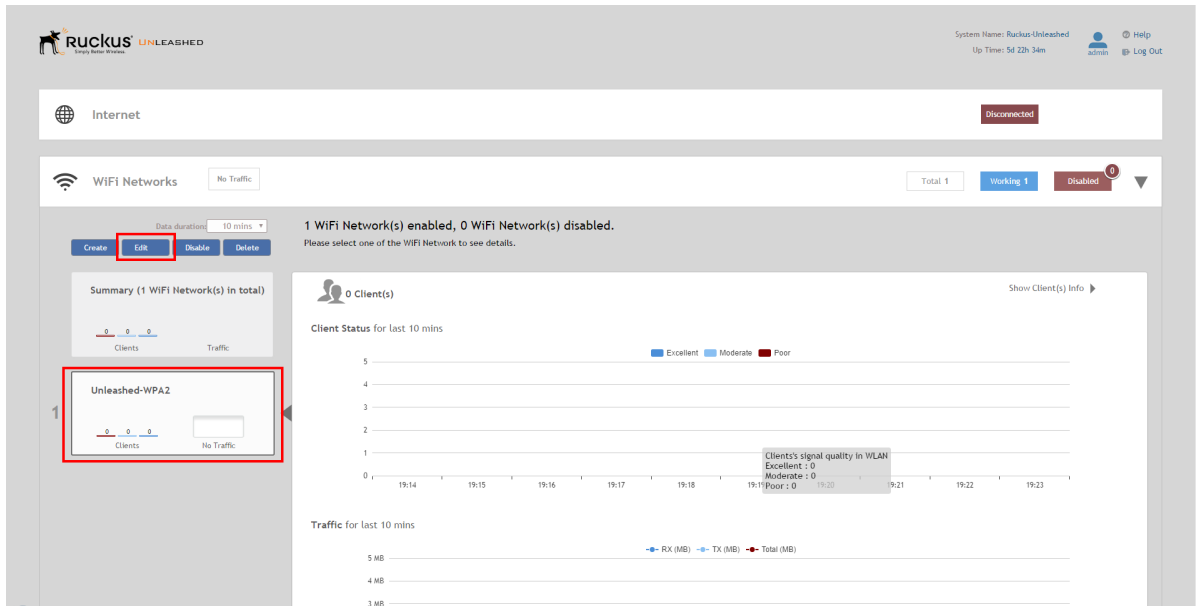 Ruckus UNLEASHED
Simply Better Wireless.
System Name: Ruckus-Unleashed
Up Time: 5d 22h 34m
admin
Help
Log Out
Internet
Disconnected
WiFi Networks
No Traffic
Total 1
Working 1
Disabled
0
Data duration: 10 mins
Create Edit Disable Delete
1 WiFi Network(s) enabled, 0 WiFi Network(s) disabled.
Please select one of the WiFi Network to see details.
Summary (1 WiFi Network(s) in total)
0 0 0
Clients Traffic
1
Unleashed-WPA2
0 0 0
Clients No Traffic
0 Client(s)
Show Client(s) Info
Client Status for last 10 mins
Excellent Moderate Poor
5
4
3
2
1
0
Clients's signal quality in WLAN
Excellent : 0
Moderate : 0
Poor : 0
19:14 19:15 19:16 19:17 19:18 19:19 19:20 19:21 19:22 19:23
Traffic for last 10 mins
RX (MB) TX (MB) Total (MB)
5 MB
4 MB
3 MB